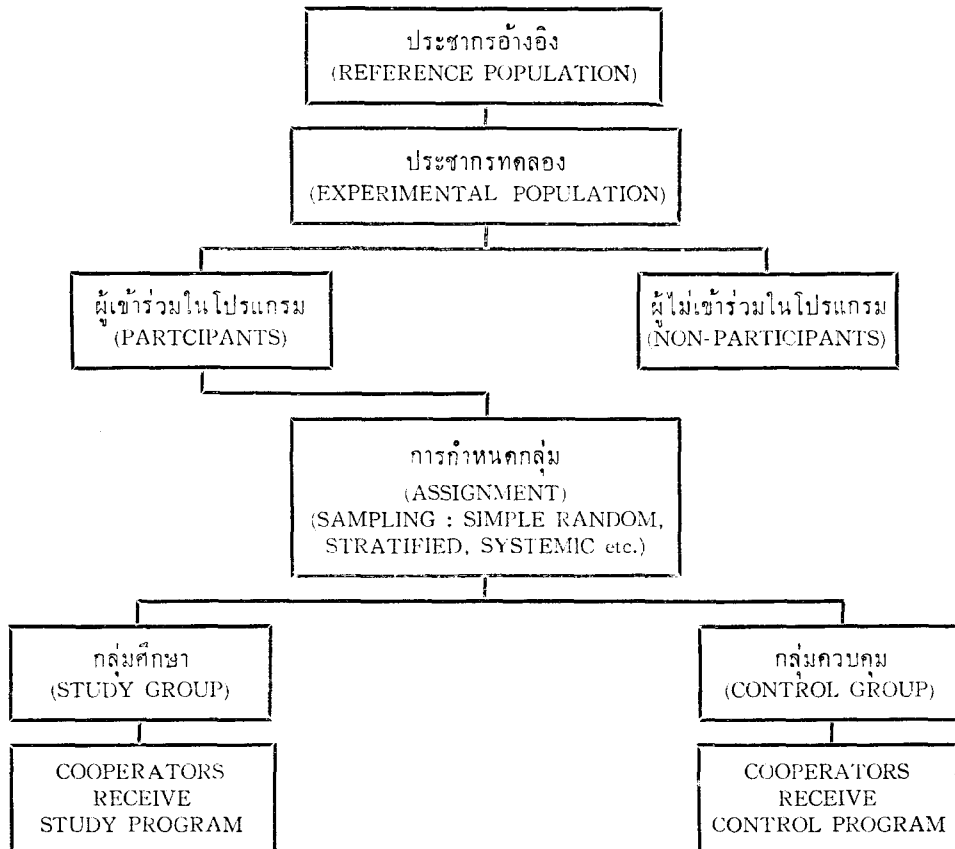 ประชากรอ้างอิง
(REFERENCE POPULATION)
ประชากรทดลอง
(EXPERIMENTAL POPULATION)
ผู้เข้าร่วมในโปรแกรม
(PARTCIPANTS)
ผู้ไม่เข้าร่วมในโปรแกรม
(NON-PARTICIPANTS)
การกำหนดกลุ่ม
(ASSIGNMENT)
(SAMPLING : SIMPLE RANDOM,
STRATIFIED, SYSTEMIC etc.)
กลุ่มศึกษา
(STUDY GROUP)
กลุ่มควบคุม
(CONTROL GROUP)
COOPERATORS
RECEIVE
STUDY PROGRAM
COOPERATORS
RECEIVE
CONTROL PROGRAM